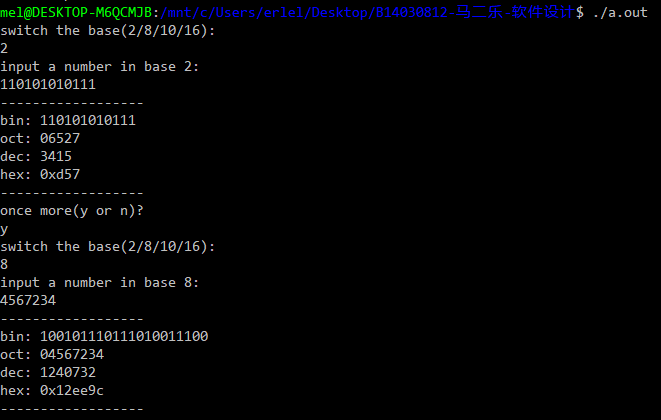 mel@DESKTOP-M6QCMJB:/mnt/c/Users/erlel/Desktop/B14030812-马二乐-软件设计$ ./a.out
switch the base(2/8/10/16):
2
input a number in base 2:
110101010111
------------------
bin: 110101010111
oct: 06527
dec: 3415
hex: 0xd57
------------------
once more(y or n)?
y
switch the base(2/8/10/16):
8
input a number in base 8:
4567234
------------------
bin: 100101110111010011100
oct: 04567234
dec: 1240732
hex: 0x12ee9c
------------------